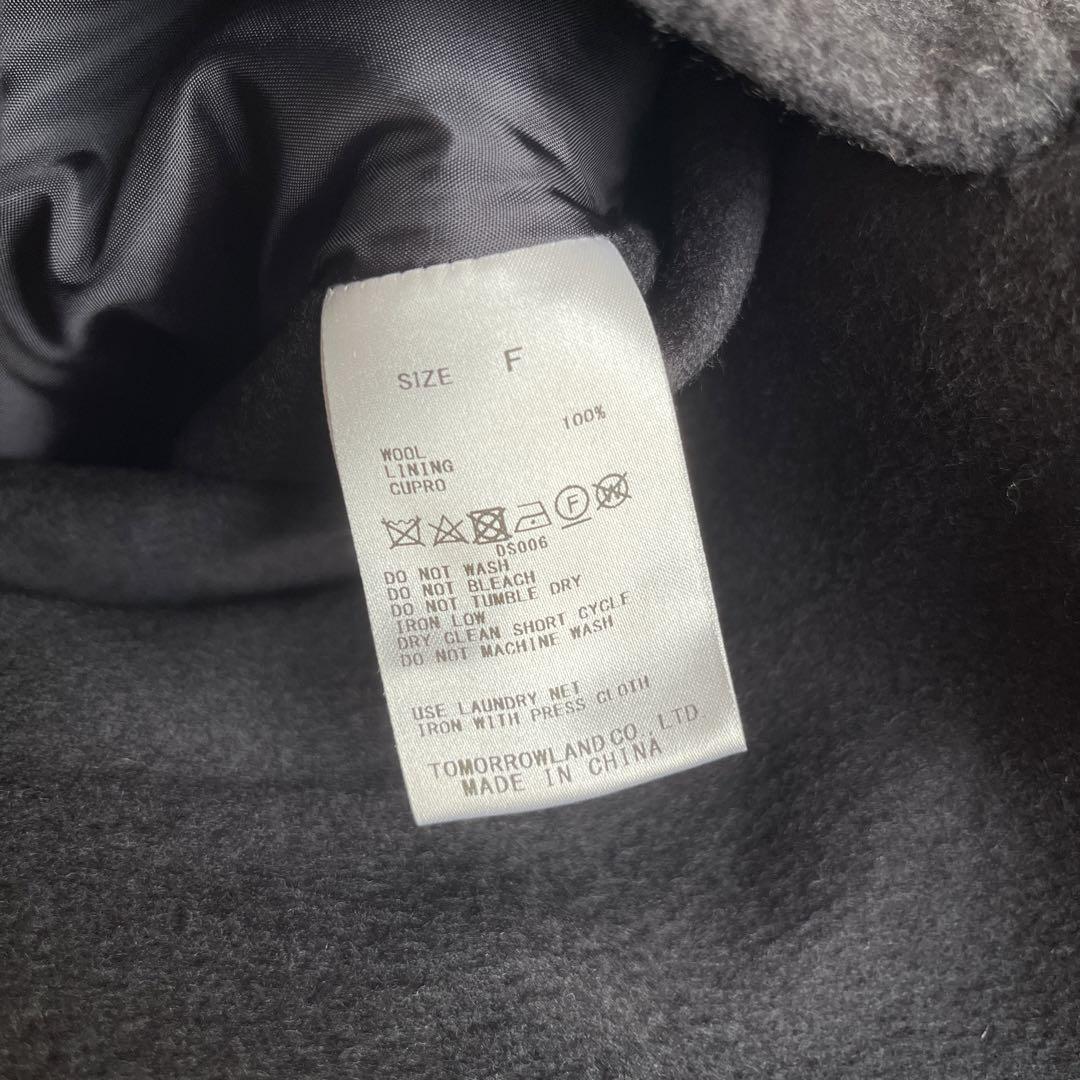 SIZE F
100%
WOOL
LINING
CUPRO
F W
DS006
DO NOT WASH
DO NOT BLEACH
DO NOT TUMBLE DRY
IRON LOW
DRY CLEAN SHORT CYCLE
DO NOT MACHINE WASH
USE LAUNDRY NET
IRON WITH PRESS CLOTH
TOMORROWLAND CO., LTD.
MADE IN CHINA